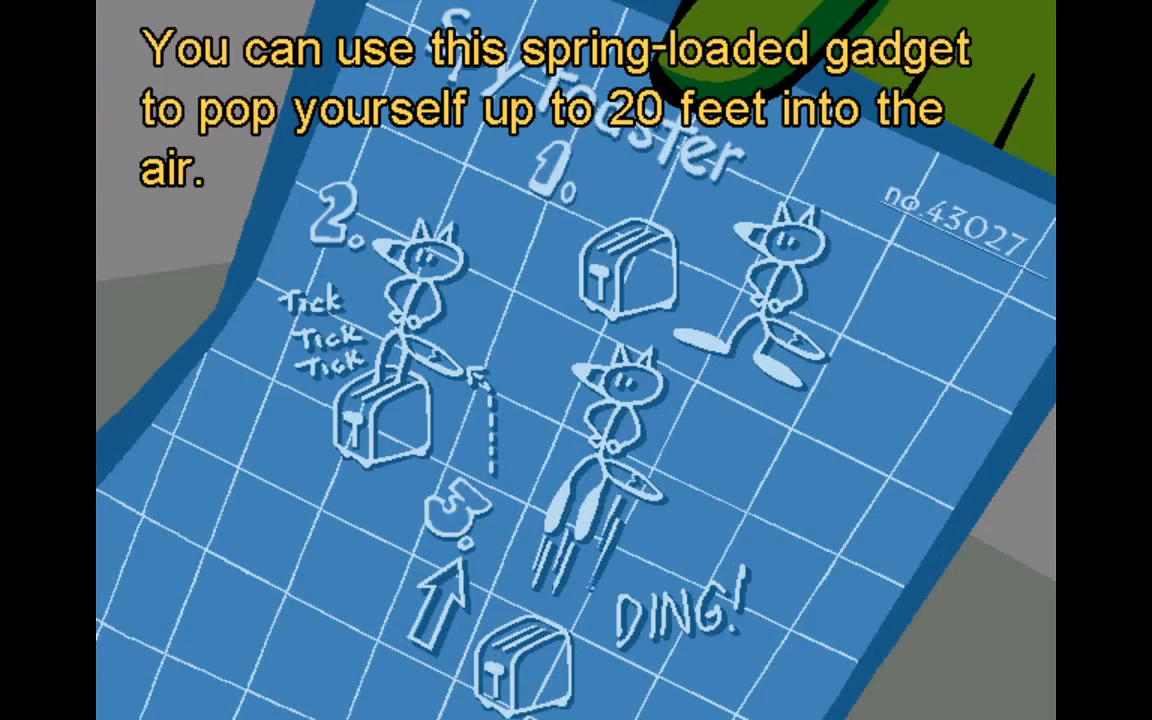 You can use this spring-loaded gadget
to pop yourself up to 20 feet into the
air.
Spy Toaster
no.43027
1.
2.
Tick
Tick
Tick
3.
DING!